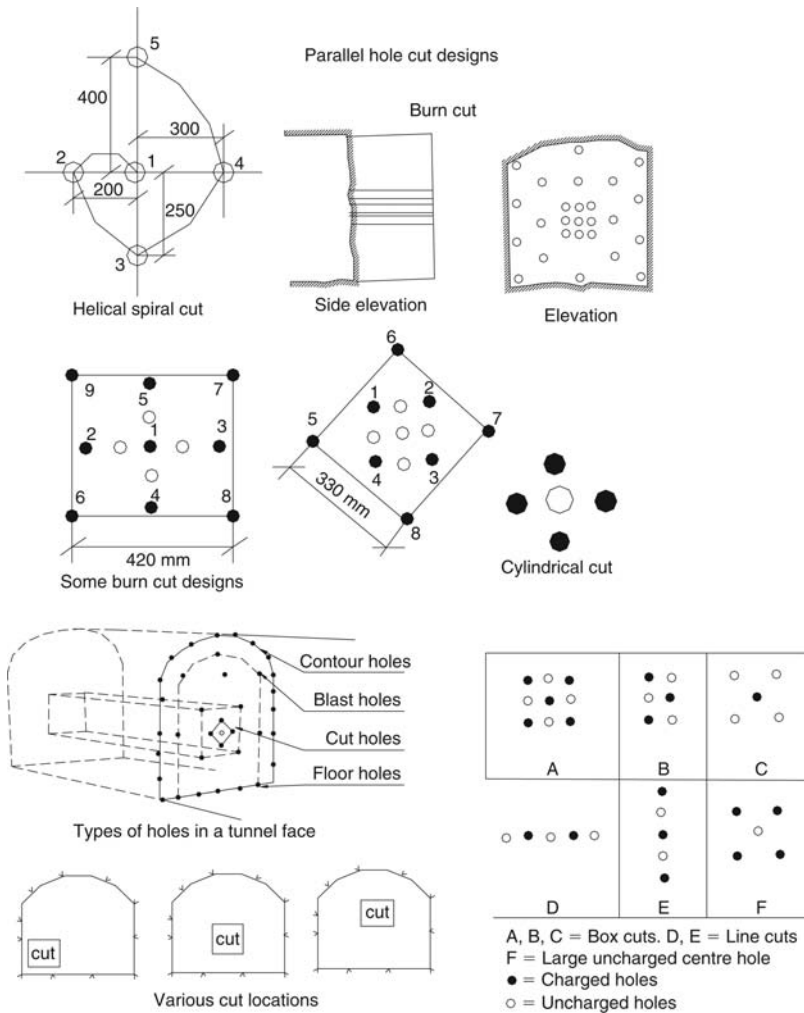 Parallel hole cut designs
5
400
300
2
1
4
200
250
3
Helical spiral cut
Burn cut
Side elevation
Elevation
9
7
5
2
1
3
6
4
8
420 mm
Some burn cut designs
6
1
2
5
7
4
3
330 mm
8
Cylindrical cut
Contour holes
Blast holes
Cut holes
Floor holes
Types of holes in a tunnel face
cut
cut
cut
Various cut locations
A
B
C
D
E
F
A, B, C = Box cuts. D, E = Line cuts
F = Large uncharged centre hole
● = Charged holes
○ = Uncharged holes